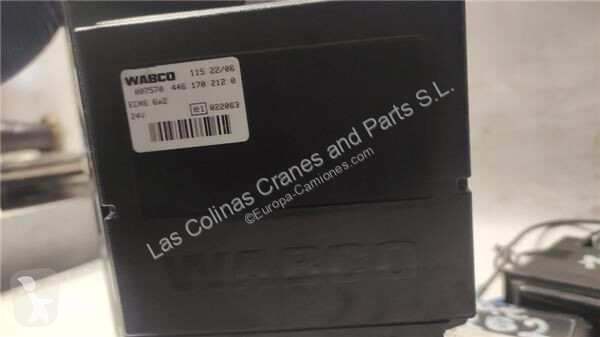 WABCO 115 22/06
007570 446 170 212 0
ECAS 6x2
24V e1 022063
Las Colinas Cranes and Parts S.L.
©Europa-Camiones.com
WABCO